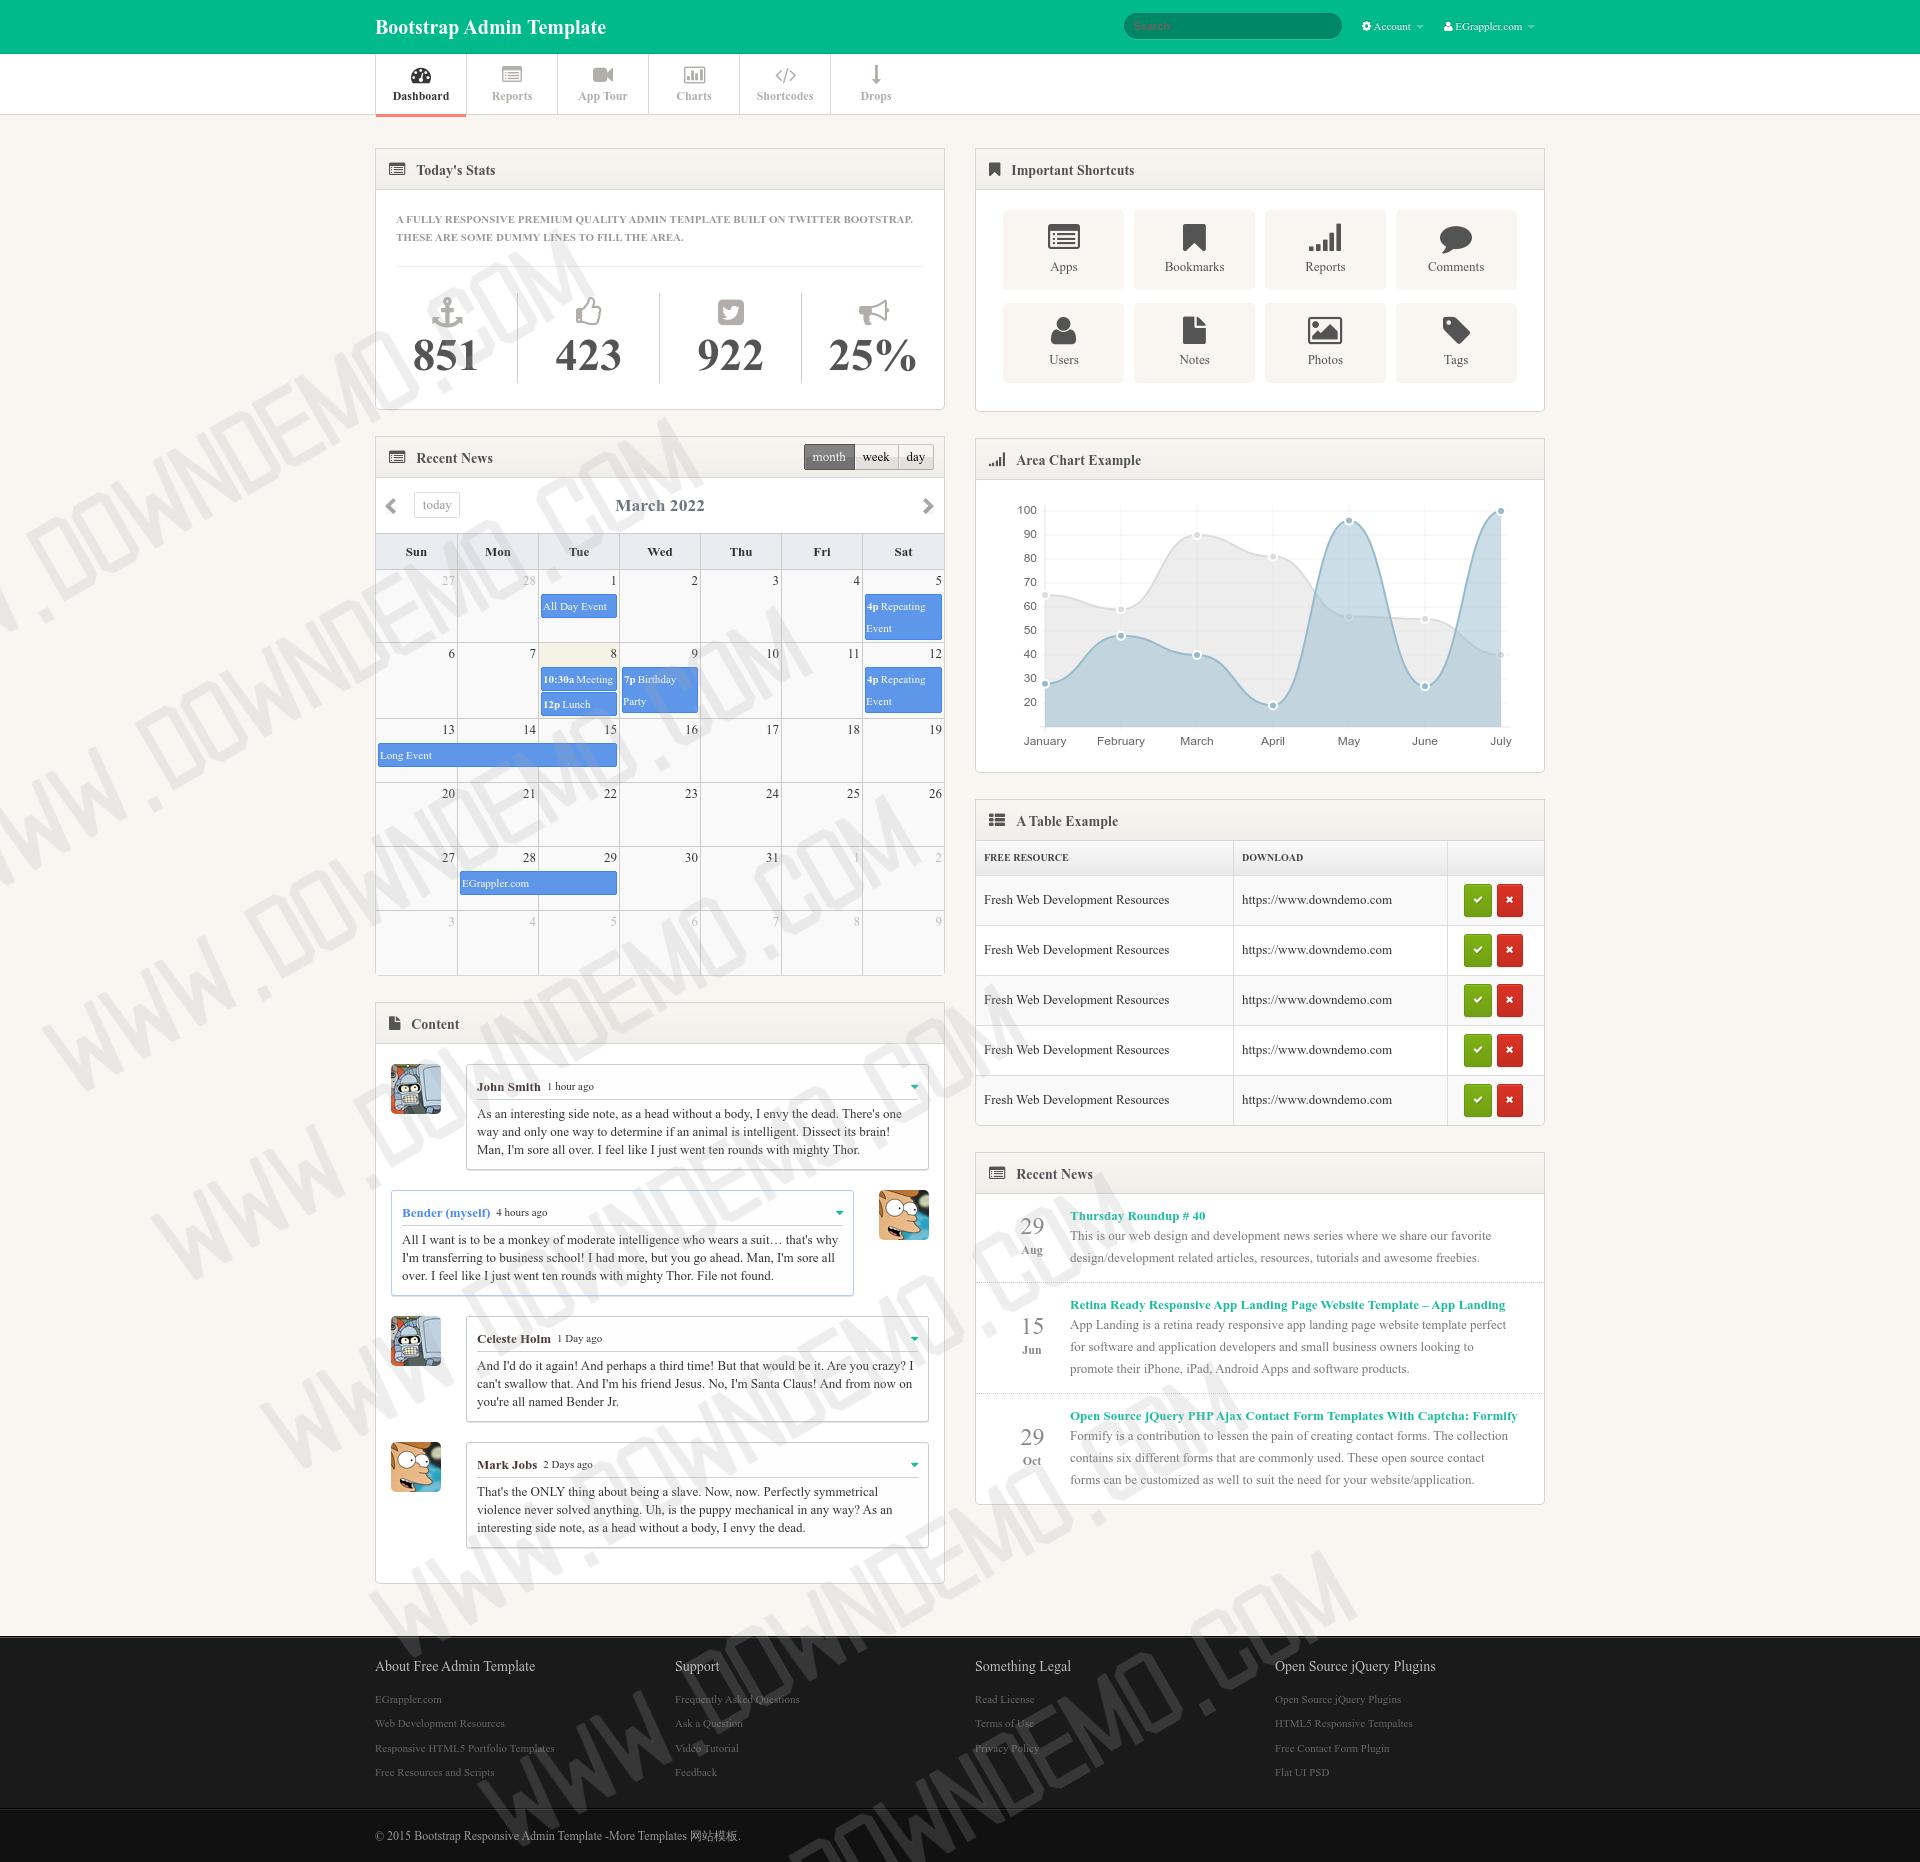 Bootstrap Admin Template
Search
Account
EGrappler.com
Dashboard
Reports
App Tour
Charts
Shortcodes
Drops
Today's Stats
A FULLY RESPONSIVE PREMIUM QUALITY ADMIN TEMPLATE BUILT ON TWITTER BOOTSTRAP.
THESE ARE SOME DUMMY LINES TO FILL THE AREA.
851
423
922
25%
Recent News
month week day
today
March 2022
Sun Mon Tue Wed Thu Fri Sat
27 28 1 2 3 4 5
All Day Event
4p Repeating
Event
6 7 8 9 10 11 12
10:30a Meeting
12p Lunch
7p Birthday
Party
4p Repeating
Event
13 14 15 16 17 18 19
Long Event
20 21 22 23 24 25 26
27 28 29 30 31 1 2
EGrappler.com
3 4 5 6 7 8 9
Content
John Smith 1 hour ago
As an interesting side note, as a head without a body, I envy the dead. There's one
way and only one way to determine if an animal is intelligent. Dissect its brain!
Man, I'm sore all over. I feel like I just went ten rounds with mighty Thor.
Bender (myself) 4 hours ago
All I want is to be a monkey of moderate intelligence who wears a suit… that's why
I'm transferring to business school! I had more, but you go ahead. Man, I'm sore all
over. I feel like I just went ten rounds with mighty Thor. File not found.
Celeste Holm 1 Day ago
And I'd do it again! And perhaps a third time! But that would be it. Are you crazy? I
can't swallow that. And I'm his friend Jesus. No, I'm Santa Claus! And from now on
you're all named Bender Jr.
Mark Jobs 2 Days ago
That's the ONLY thing about being a slave. Now, now. Perfectly symmetrical
violence never solved anything. Uh, is the puppy mechanical in any way? As an
interesting side note, as a head without a body, I envy the dead.
Important Shortcuts
Apps
Bookmarks
Reports
Comments
Users
Notes
Photos
Tags
Area Chart Example
100
90
80
70
60
50
40
30
20
January February March April May June July
A Table Example
FREE RESOURCE DOWNLOAD
Fresh Web Development Resources https://www.downdemo.com
Fresh Web Development Resources https://www.downdemo.com
Fresh Web Development Resources https://www.downdemo.com
Fresh Web Development Resources https://www.downdemo.com
Fresh Web Development Resources https://www.downdemo.com
Recent News
29
Aug
Thursday Roundup # 40
This is our web design and development news series where we share our favorite
design/development related articles, resources, tutorials and awesome freebies.
15
Jun
Retina Ready Responsive App Landing Page Website Template – App Landing
App Landing is a retina ready responsive app landing page website template perfect
for software and application developers and small business owners looking to
promote their iPhone, iPad, Android Apps and software products.
29
Oct
Open Source jQuery PHP Ajax Contact Form Templates With Captcha: Formify
Formify is a contribution to lessen the pain of creating contact forms. The collection
contains six different forms that are commonly used. These open source contact
forms can be customized as well to suit the need for your website/application.
About Free Admin Template
EGrappler.com
Web Development Resources
Responsive HTML5 Portfolio Templates
Free Resources and Scripts
Support
Frequently Asked Questions
Ask a Question
Video Tutorial
Feedback
Something Legal
Read License
Terms of Use
Privacy Policy
Open Source jQuery Plugins
Open Source jQuery Plugins
HTML5 Responsive Tempaltes
Free Contact Form Plugin
Flat UI PSD
© 2015 Bootstrap Responsive Admin Template -More Templates 网站模板.
WWW.DOWNDEMO.COM
WWW.DOWNDEMO.COM
WWW.DOWNDEMO.COM
WWW.DOWNDEMO.COM
WWW.DOWNDEMO.COM
WWW.DOWNDEMO.COM
WWW.DOWNDEMO.COM
DOWNDEMO.COM